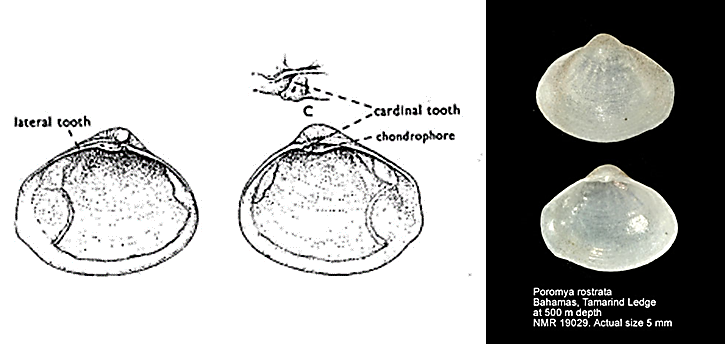 lateral tooth
C
cardinal tooth
chondrophore
Poromya rostrata
Bahamas, Tamarind Ledge
at 500 m depth
NMR 19029. Actual size 5 mm